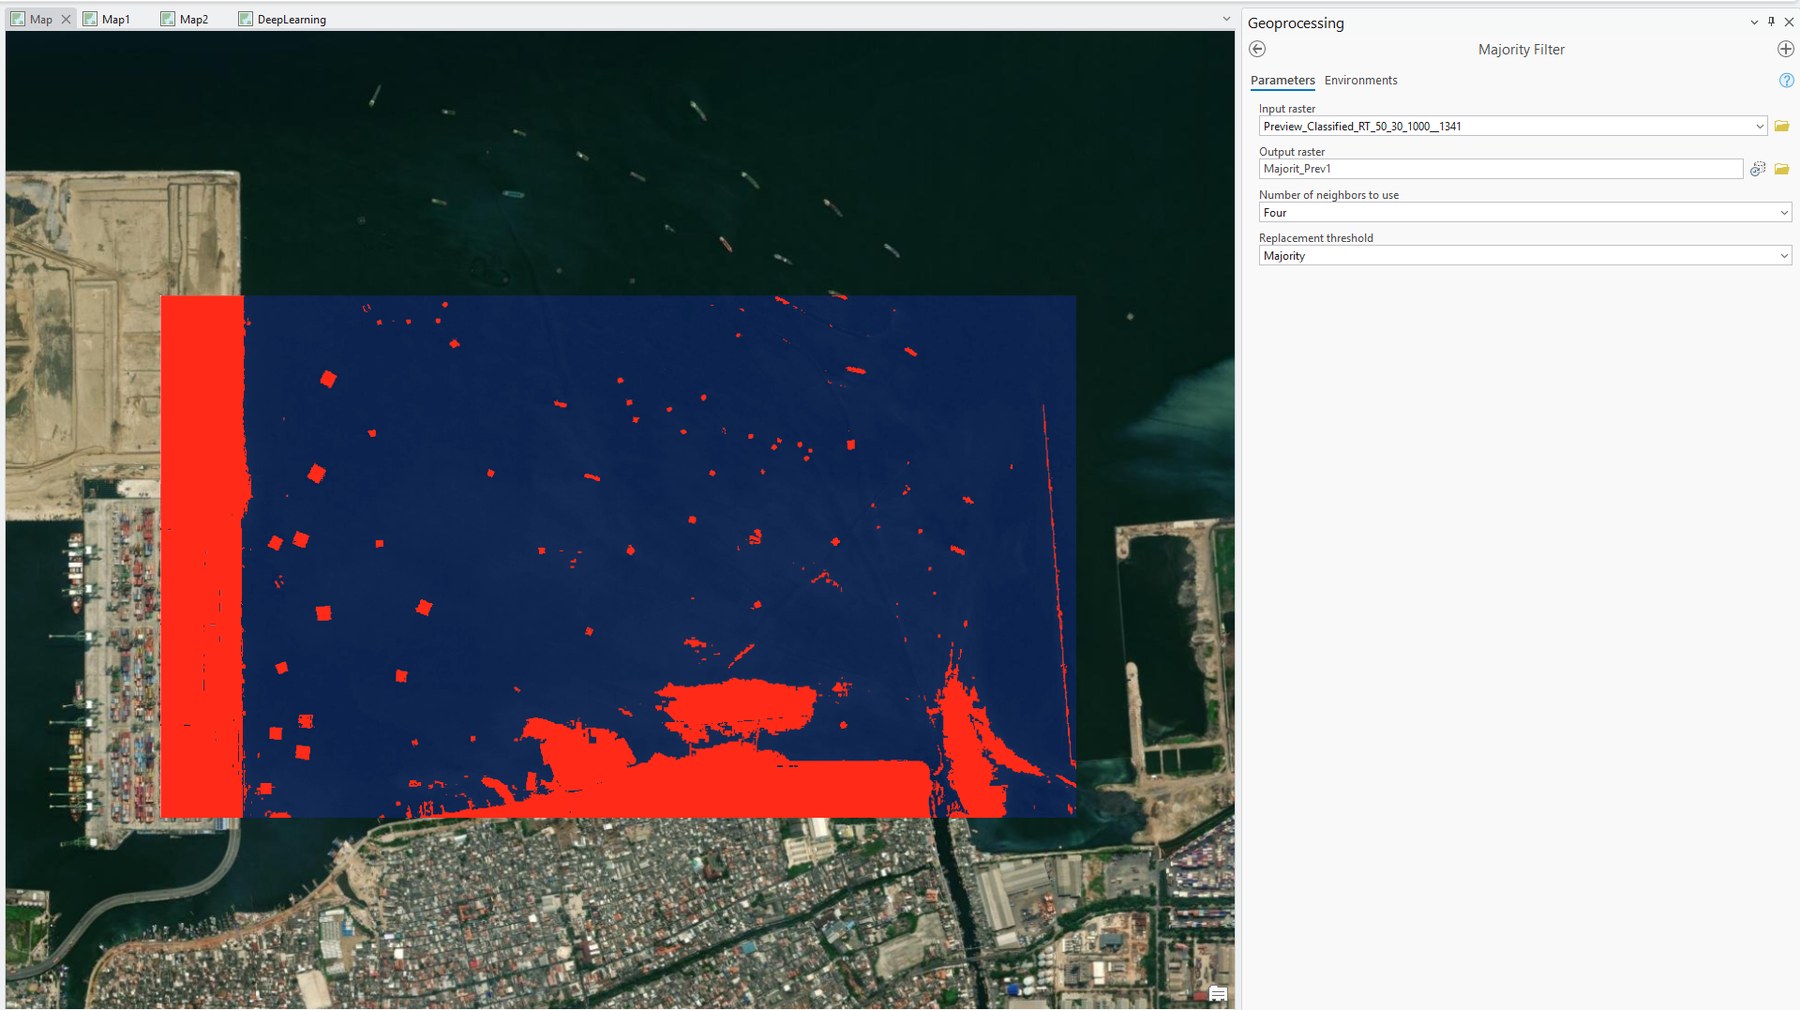 Map
Map1
Map2
DeepLearning
Geoprocessing
Majority Filter
Parameters
Environments
Input raster
Preview_Classified_RT_50_30_1000__1341
Output raster
Majorit_Prev1
Number of neighbors to use
Four
Replacement threshold
Majority